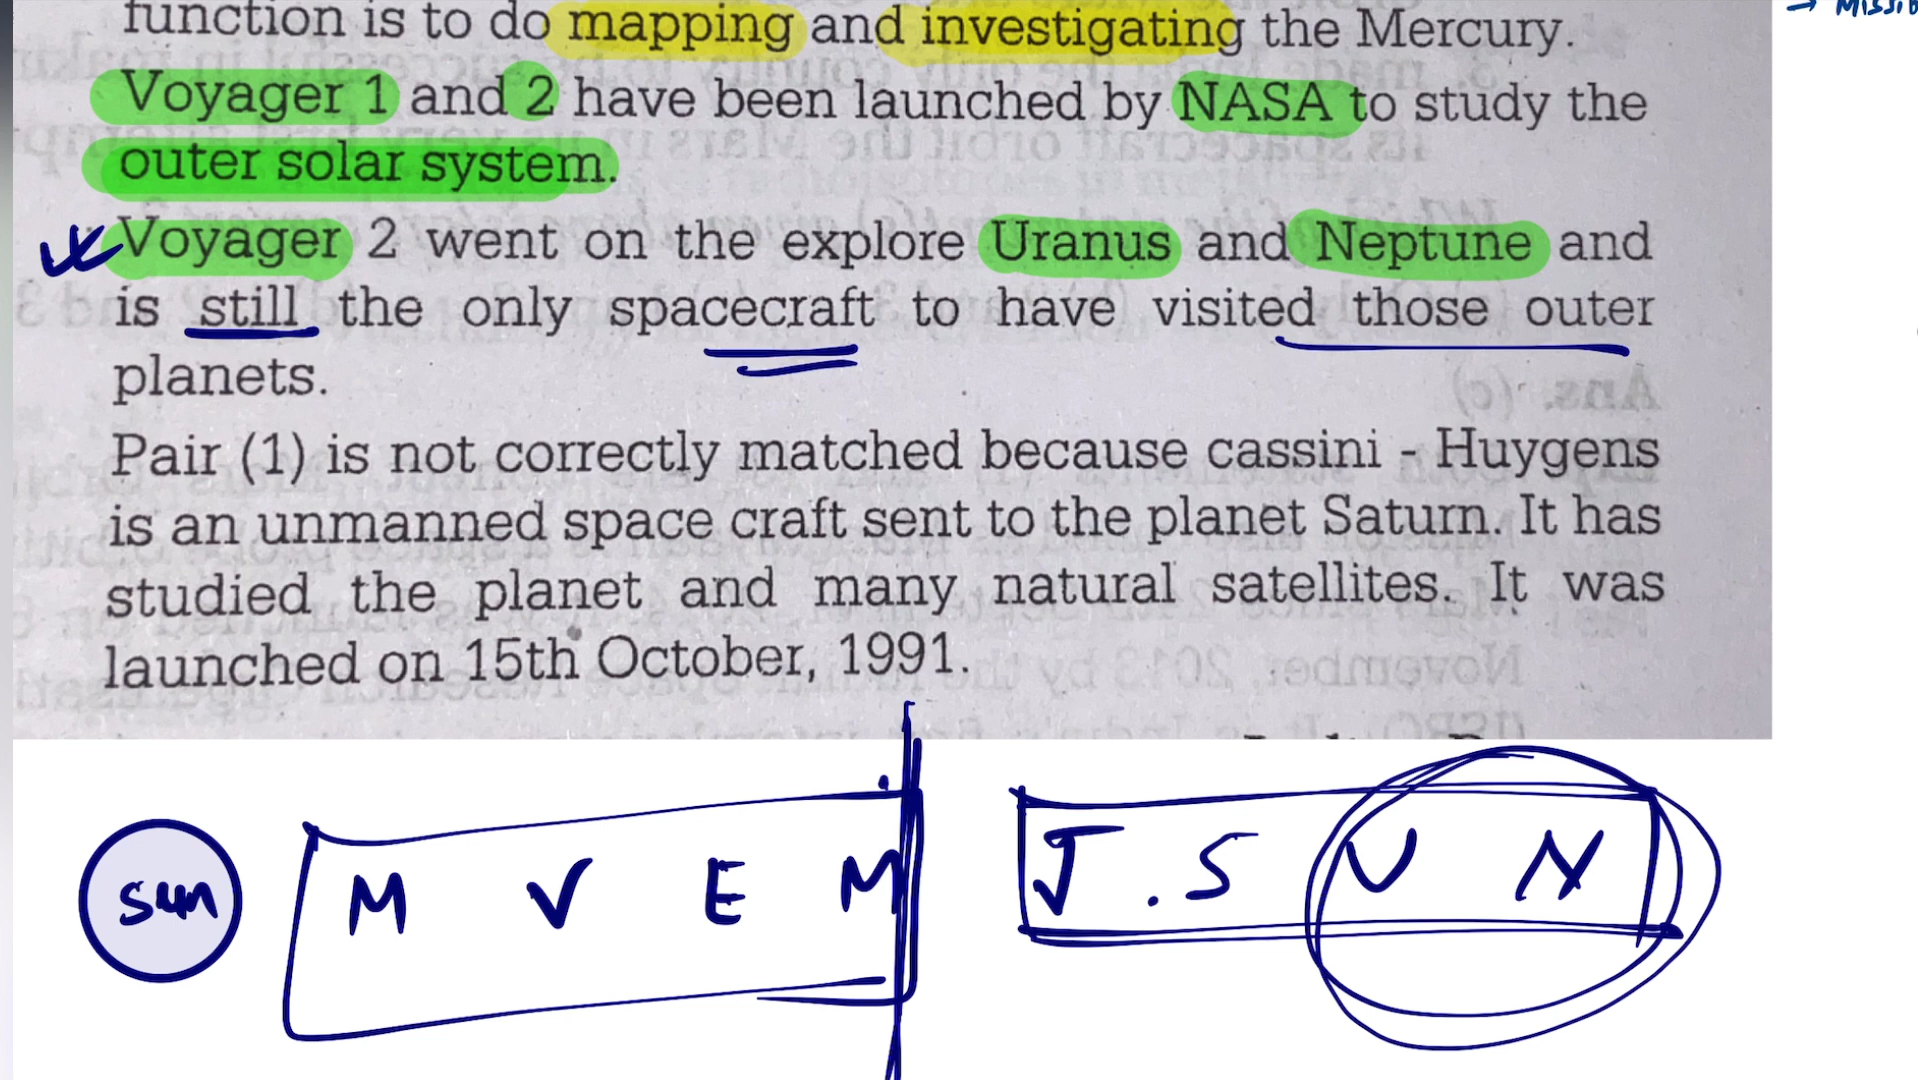 function is to do mapping and investigating the Mercury.
Voyager 1 and 2 have been launched by NASA to study the
outer solar system.
Voyager 2 went on the explore Uranus and Neptune and
is still the only spacecraft to have visited those outer
planets.
Pair (1) is not correctly matched because cassini - Huygens
is an unmanned space craft sent to the planet Saturn. It has
studied the planet and many natural satellites. It was
launched on 15th October, 1991.
sun M V E M J . S U N